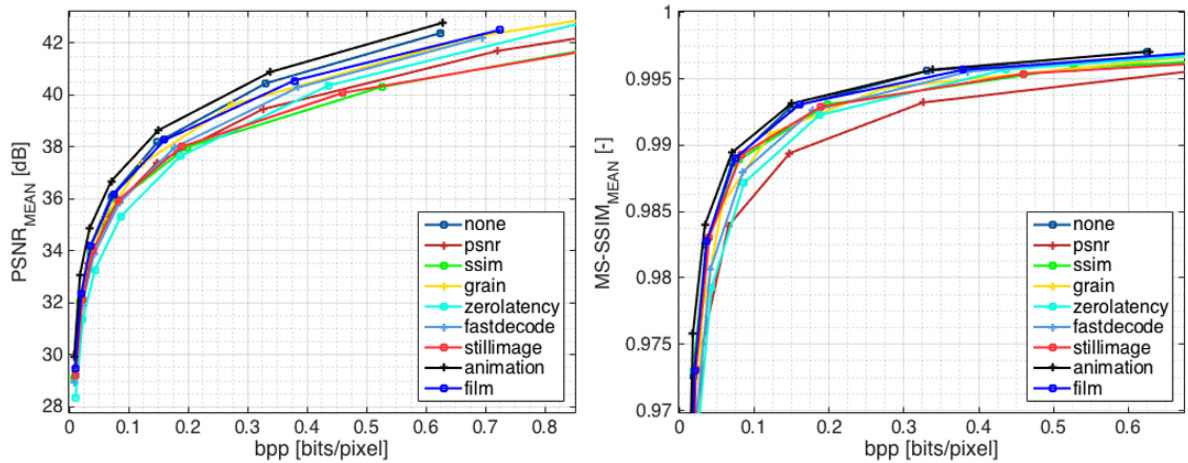 PSNR_MEAN [dB]
42
40
38
36
34
32
30
28
none
psnr
ssim
grain
zerolatency
fastdecode
stillimage
animation
film
0 0.1 0.2 0.3 0.4 0.5 0.6 0.7 0.8
bpp [bits/pixel]
MS-SSIM_MEAN [-]
1
0.995
0.99
0.985
0.98
0.975
0.97
none
psnr
ssim
grain
zerolatency
fastdecode
stillimage
animation
film
0 0.1 0.2 0.3 0.4 0.5 0.6
bpp [bits/pixel]